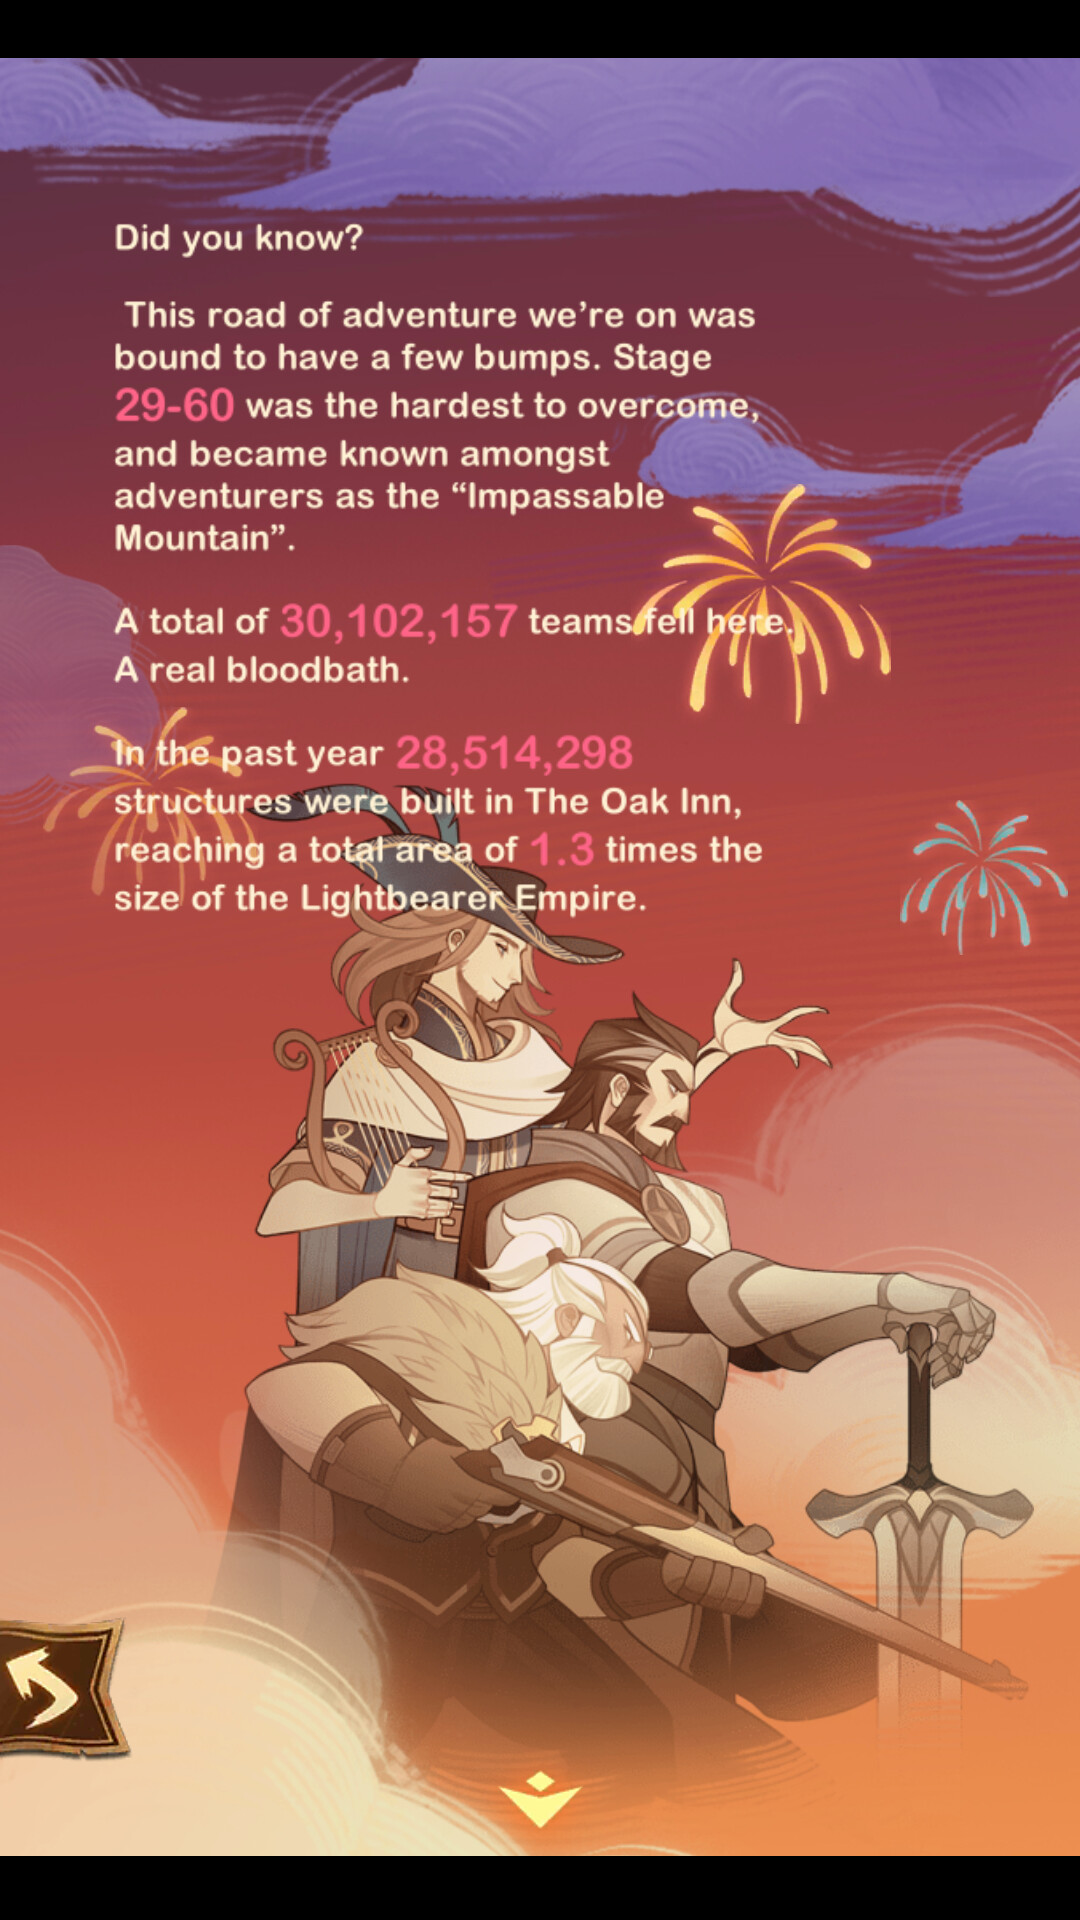 Did you know?
This road of adventure we’re on was
bound to have a few bumps. Stage
29-60 was the hardest to overcome,
and became known amongst
adventurers as the “Impassable
Mountain”.
A total of 30,102,157 teams fell here.
A real bloodbath.
In the past year 28,514,298
structures were built in The Oak Inn,
reaching a total area of 1.3 times the
size of the Lightbearer Empire.